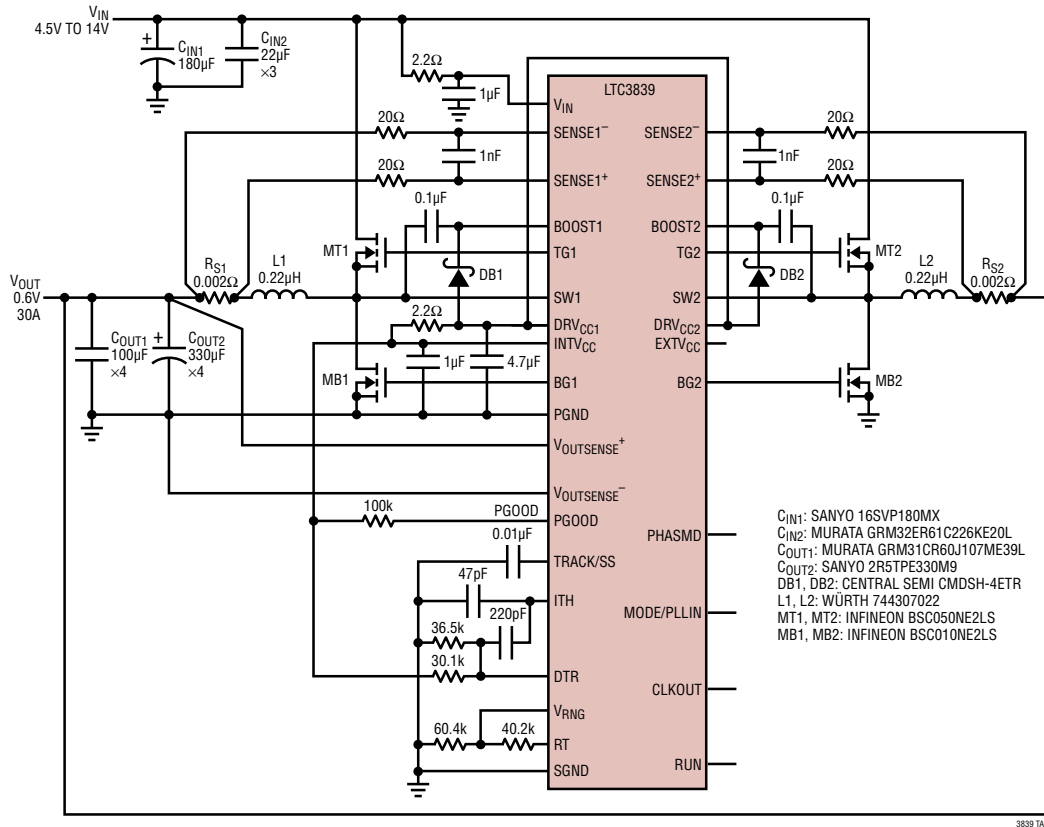 VIN
4.5V TO 14V
+
CIN1
180µF
CIN2
22µF
×3
2.2Ω
1µF
LTC3839
VIN
20Ω
SENSE1–
SENSE2–
20Ω
1nF
1nF
20Ω
SENSE1+
SENSE2+
20Ω
0.1µF
BOOST1
BOOST2
0.1µF
MT1
TG1
TG2
MT2
DB1
DB2
VOUT
0.6V
30A
RS1
0.002Ω
L1
0.22µH
SW1
SW2
L2
0.22µH
RS2
0.002Ω
2.2Ω
DRVCC1
DRVCC2
INTVCC
EXTVCC
COUT1
100µF
×4
+
COUT2
330µF
×4
MB1
1µF
4.7µF
BG1
BG2
MB2
PGND
VOUTSENSE+
VOUTSENSE–
100k
PGOOD
PGOOD
PHASMD
0.01µF
TRACK/SS
47pF
ITH
MODE/PLLIN
220pF
36.5k
30.1k
DTR
CLKOUT
VRNG
60.4k
40.2k
RT
SGND
RUN
CIN1: SANYO 16SVP180MX
CIN2: MURATA GRM32ER61C226KE20L
COUT1: MURATA GRM31CR60J107ME39L
COUT2: SANYO 2R5TPE330M9
DB1, DB2: CENTRAL SEMI CMDSH-4ETR
L1, L2: WÜRTH 744307022
MT1, MT2: INFINEON BSC050NE2LS
MB1, MB2: INFINEON BSC010NE2LS
3839 TA